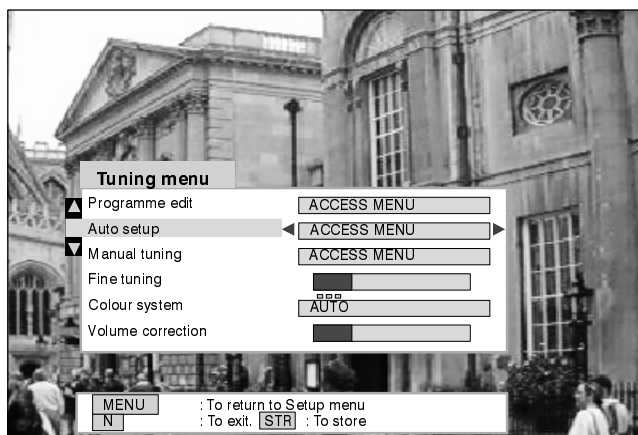 Tuning menu
Programme edit ACCESS MENU
Auto setup ACCESS MENU
Manual tuning ACCESS MENU
Fine tuning
Colour system AUTO
Volume correction
MENU : To return to Setup menu
N : To exit. STR : To store